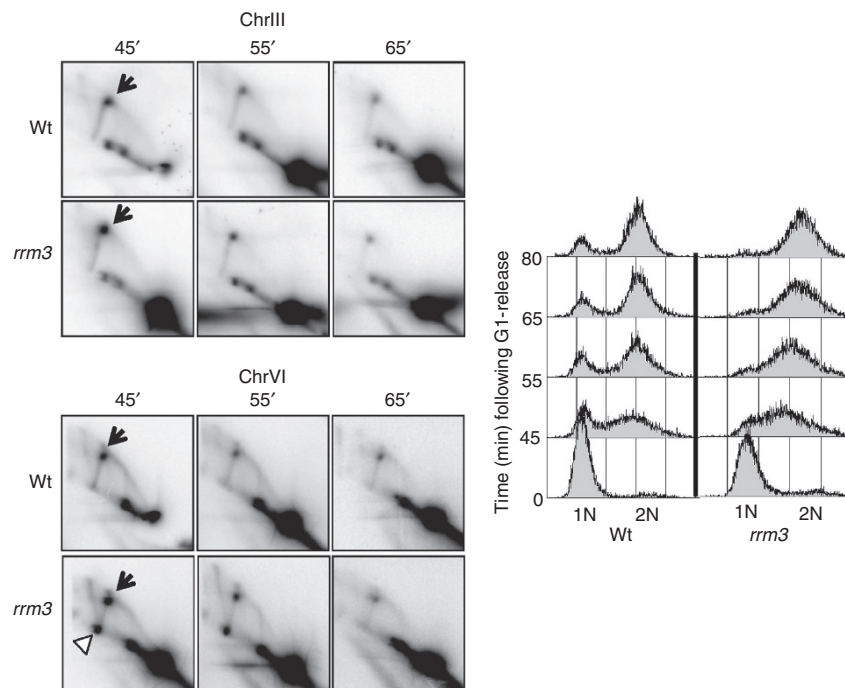 ChrIII
45′ 55′ 65′
Wt
rrm3
ChrVI
45′ 55′ 65′
Wt
rrm3
Time (min) following G1-release
80
65
55
45
0
1N 2N 1N 2N
Wt rrm3